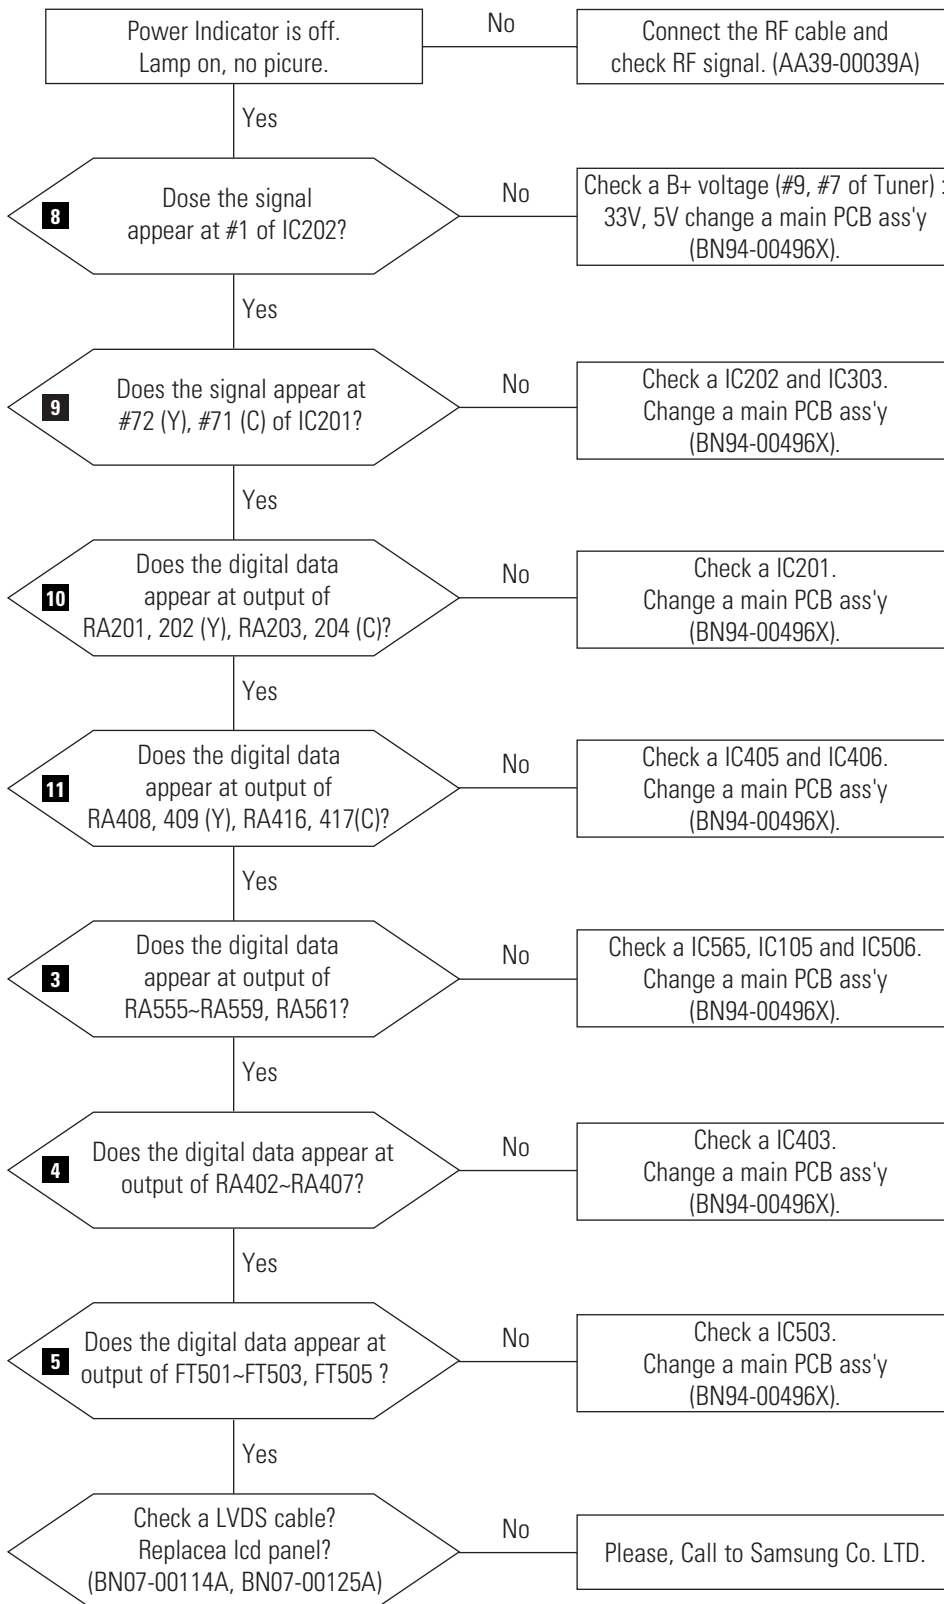 Power Indicator is off.
Lamp on, no picure.
No
Connect the RF cable and
check RF signal. (AA39-00039A)
Yes
8
Dose the signal
appear at #1 of IC202?
No
Check a B+ voltage (#9, #7 of Tuner) :
33V, 5V change a main PCB ass'y
(BN94-00496X).
Yes
9
Does the signal appear at
#72 (Y), #71 (C) of IC201?
No
Check a IC202 and IC303.
Change a main PCB ass'y
(BN94-00496X).
Yes
10
Does the digital data
appear at output of
RA201, 202 (Y), RA203, 204 (C)?
No
Check a IC201.
Change a main PCB ass'y
(BN94-00496X).
Yes
11
Does the digital data
appear at output of
RA408, 409 (Y), RA416, 417(C)?
No
Check a IC405 and IC406.
Change a main PCB ass'y
(BN94-00496X).
Yes
3
Does the digital data
appear at output of
RA555~RA559, RA561?
No
Check a IC565, IC105 and IC506.
Change a main PCB ass'y
(BN94-00496X).
Yes
4
Does the digital data appear at
output of RA402~RA407?
No
Check a IC403.
Change a main PCB ass'y
(BN94-00496X).
Yes
5
Does the digital data appear at
output of FT501~FT503, FT505 ?
No
Check a IC503.
Change a main PCB ass'y
(BN94-00496X).
Yes
Check a LVDS cable?
Replacea lcd panel?
(BN07-00114A, BN07-00125A)
No
Please, Call to Samsung Co. LTD.